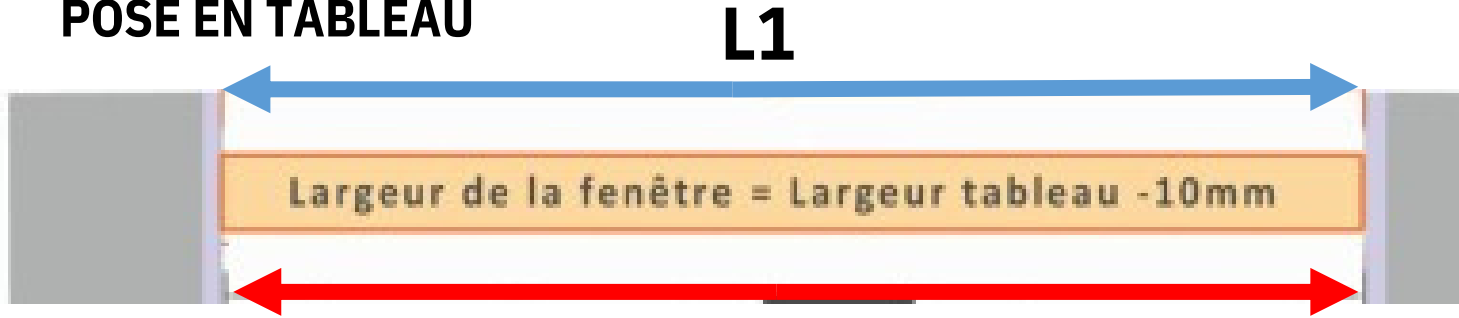 POSE EN TABLEAU
L1
Largeur de la fenêtre = Largeur tableau -10mm